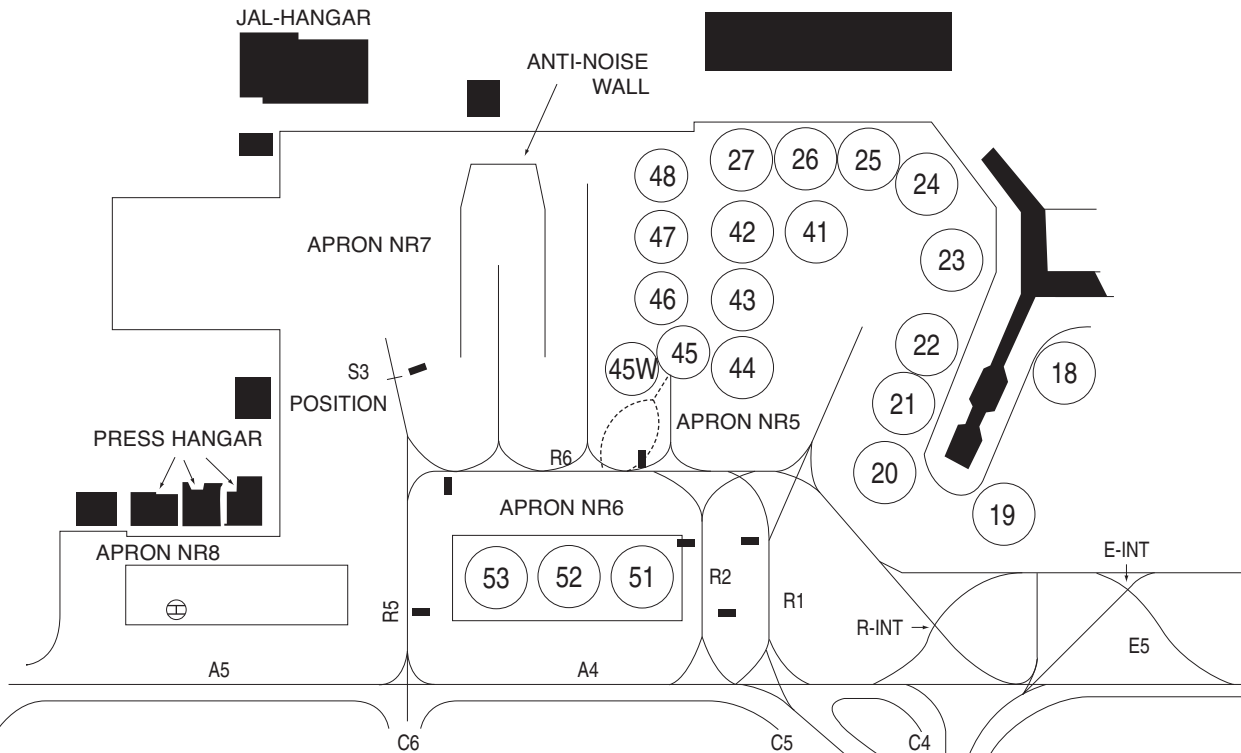 JAL-HANGAR
ANTI-NOISE
WALL
27
26
25
48
24
42
41
47
APRON NR7
23
46
43
22
45
45W
44
S3
POSITION
18
21
APRON NR5
PRESS HANGAR
R6
20
APRON NR6
19
APRON NR8
E-INT
53
52
51
R2
R5
R1
H
R-INT
E5
A5
A4
C6
C5
C4